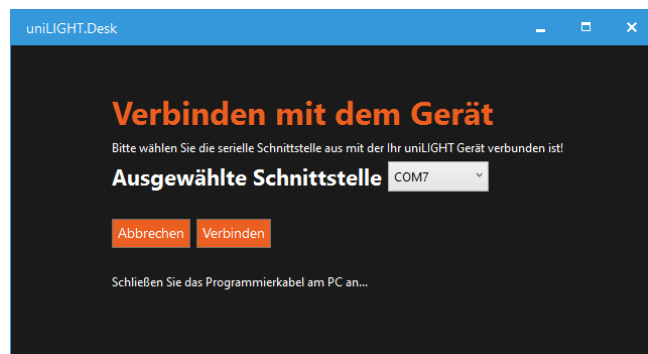 uniLIGHT.Desk
Verbinden mit dem Gerät
Bitte wählen Sie die serielle Schnittstelle aus mit der Ihr uniLIGHT Gerät verbunden ist!
Ausgewählte Schnittstelle COM7
Abbrechen Verbinden
Schließen Sie das Programmierkabel am PC an...